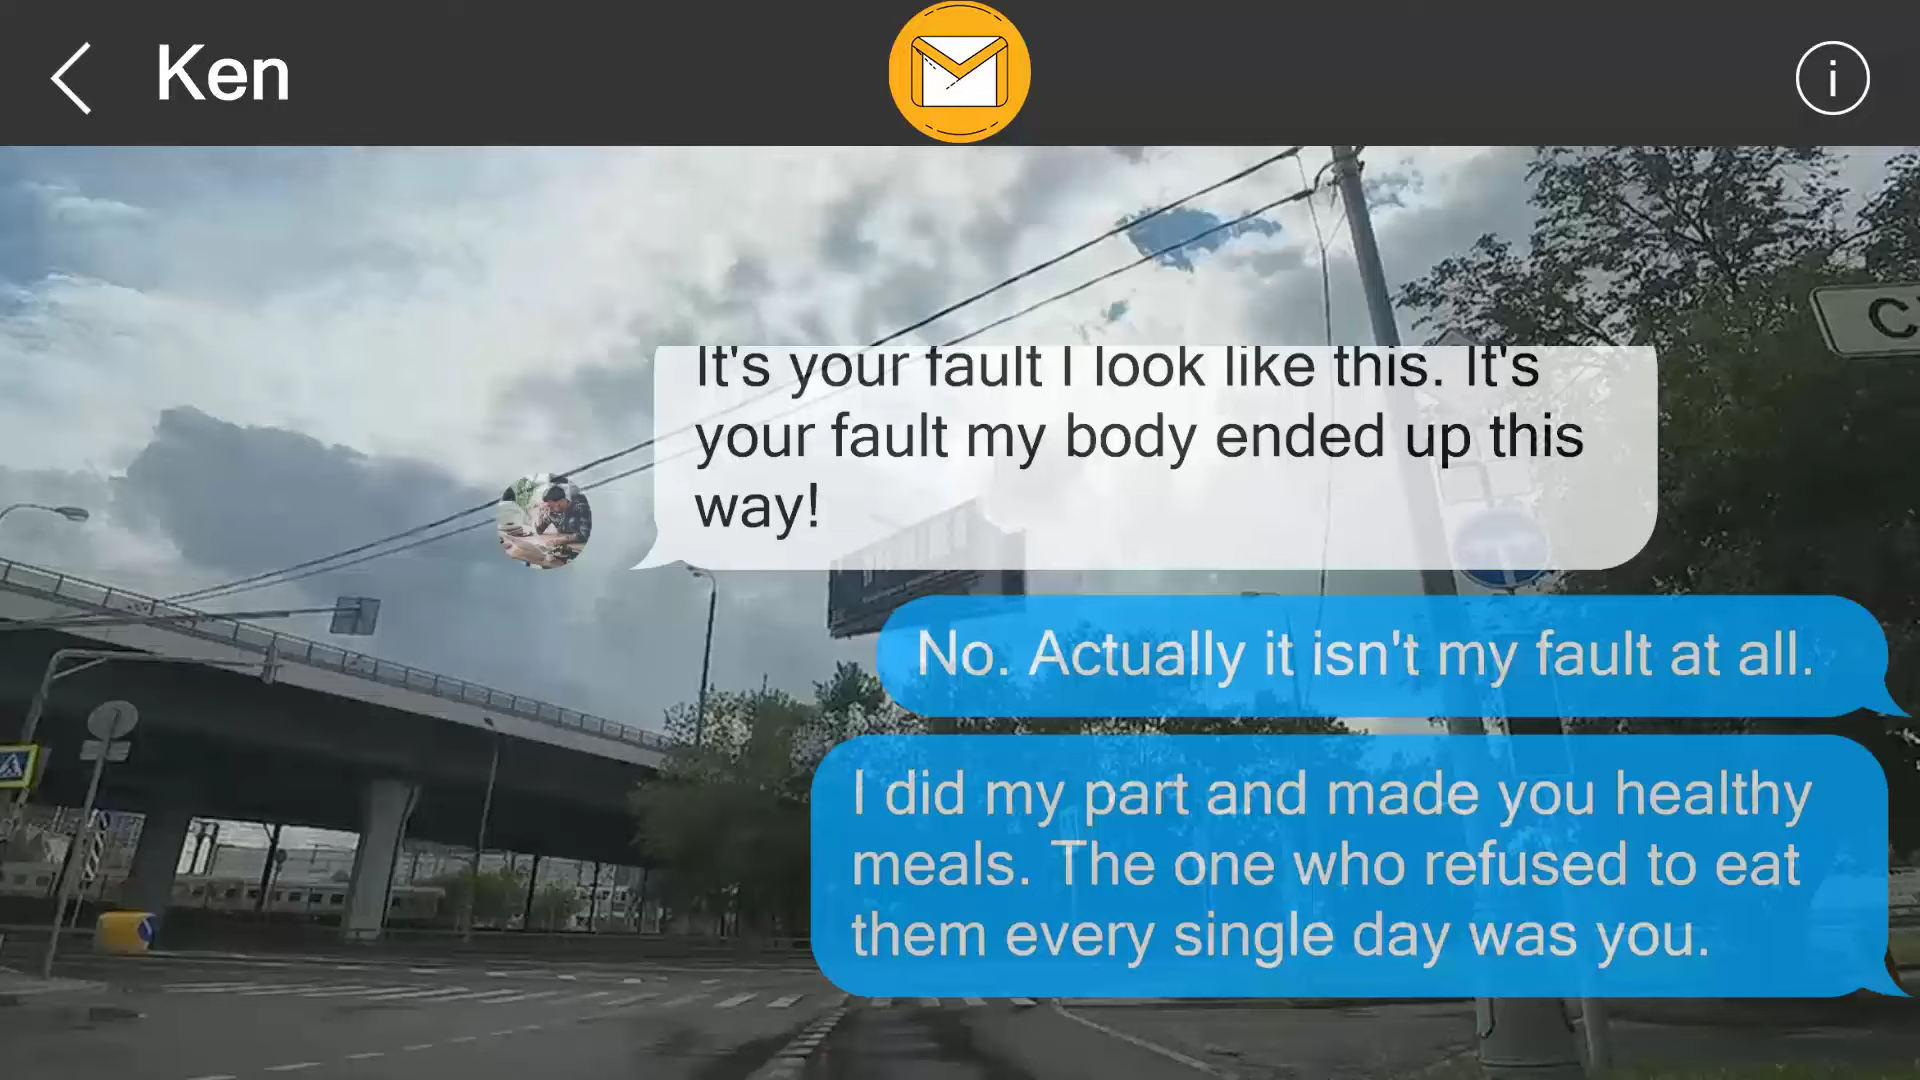 Ken
i
It's your fault I look like this. It's
your fault my body ended up this
way!
No. Actually it isn't my fault at all.
I did my part and made you healthy
meals. The one who refused to eat
them every single day was you.